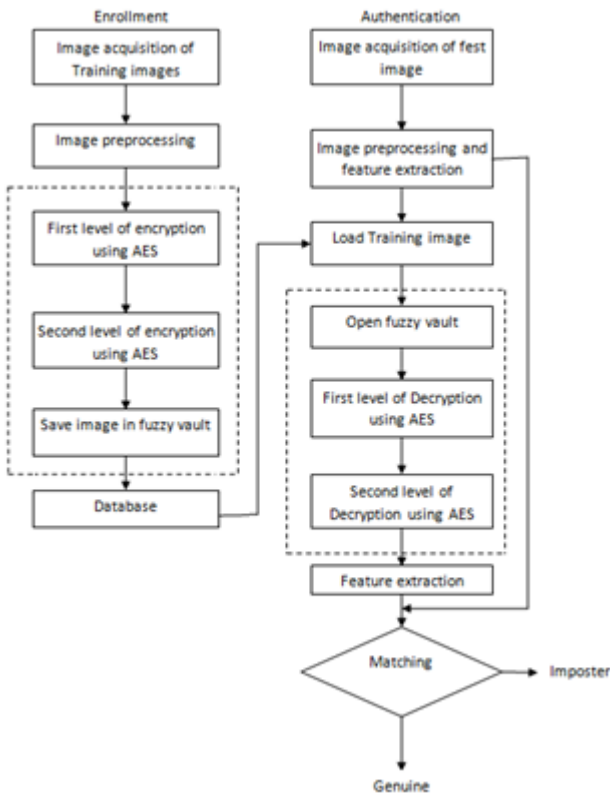 Enrollment
Image acquisition of
Training images
Image preprocessing
First level of encryption
using AES
Second level of encryption
using AES
Save image in fuzzy vault
Database
Authentication
Image acquisition of fest
image
Image preprocessing and
feature extraction
Load Training image
Open fuzzy vault
First level of Decryption
using AES
Second level of
Decryption using AES
Feature extraction
Matching
Imposter
Genuine